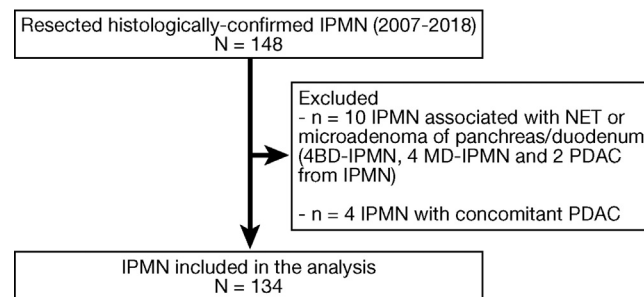 Resected histologically-confirmed IPMN (2007-2018)
N = 148
Excluded
- n = 10 IPMN associated with NET or
microadenoma of panchreas/duodenum
(4BD-IPMN, 4 MD-IPMN and 2 PDAC
from IPMN)
- n = 4 IPMN with concomitant PDAC
IPMN included in the analysis
N = 134